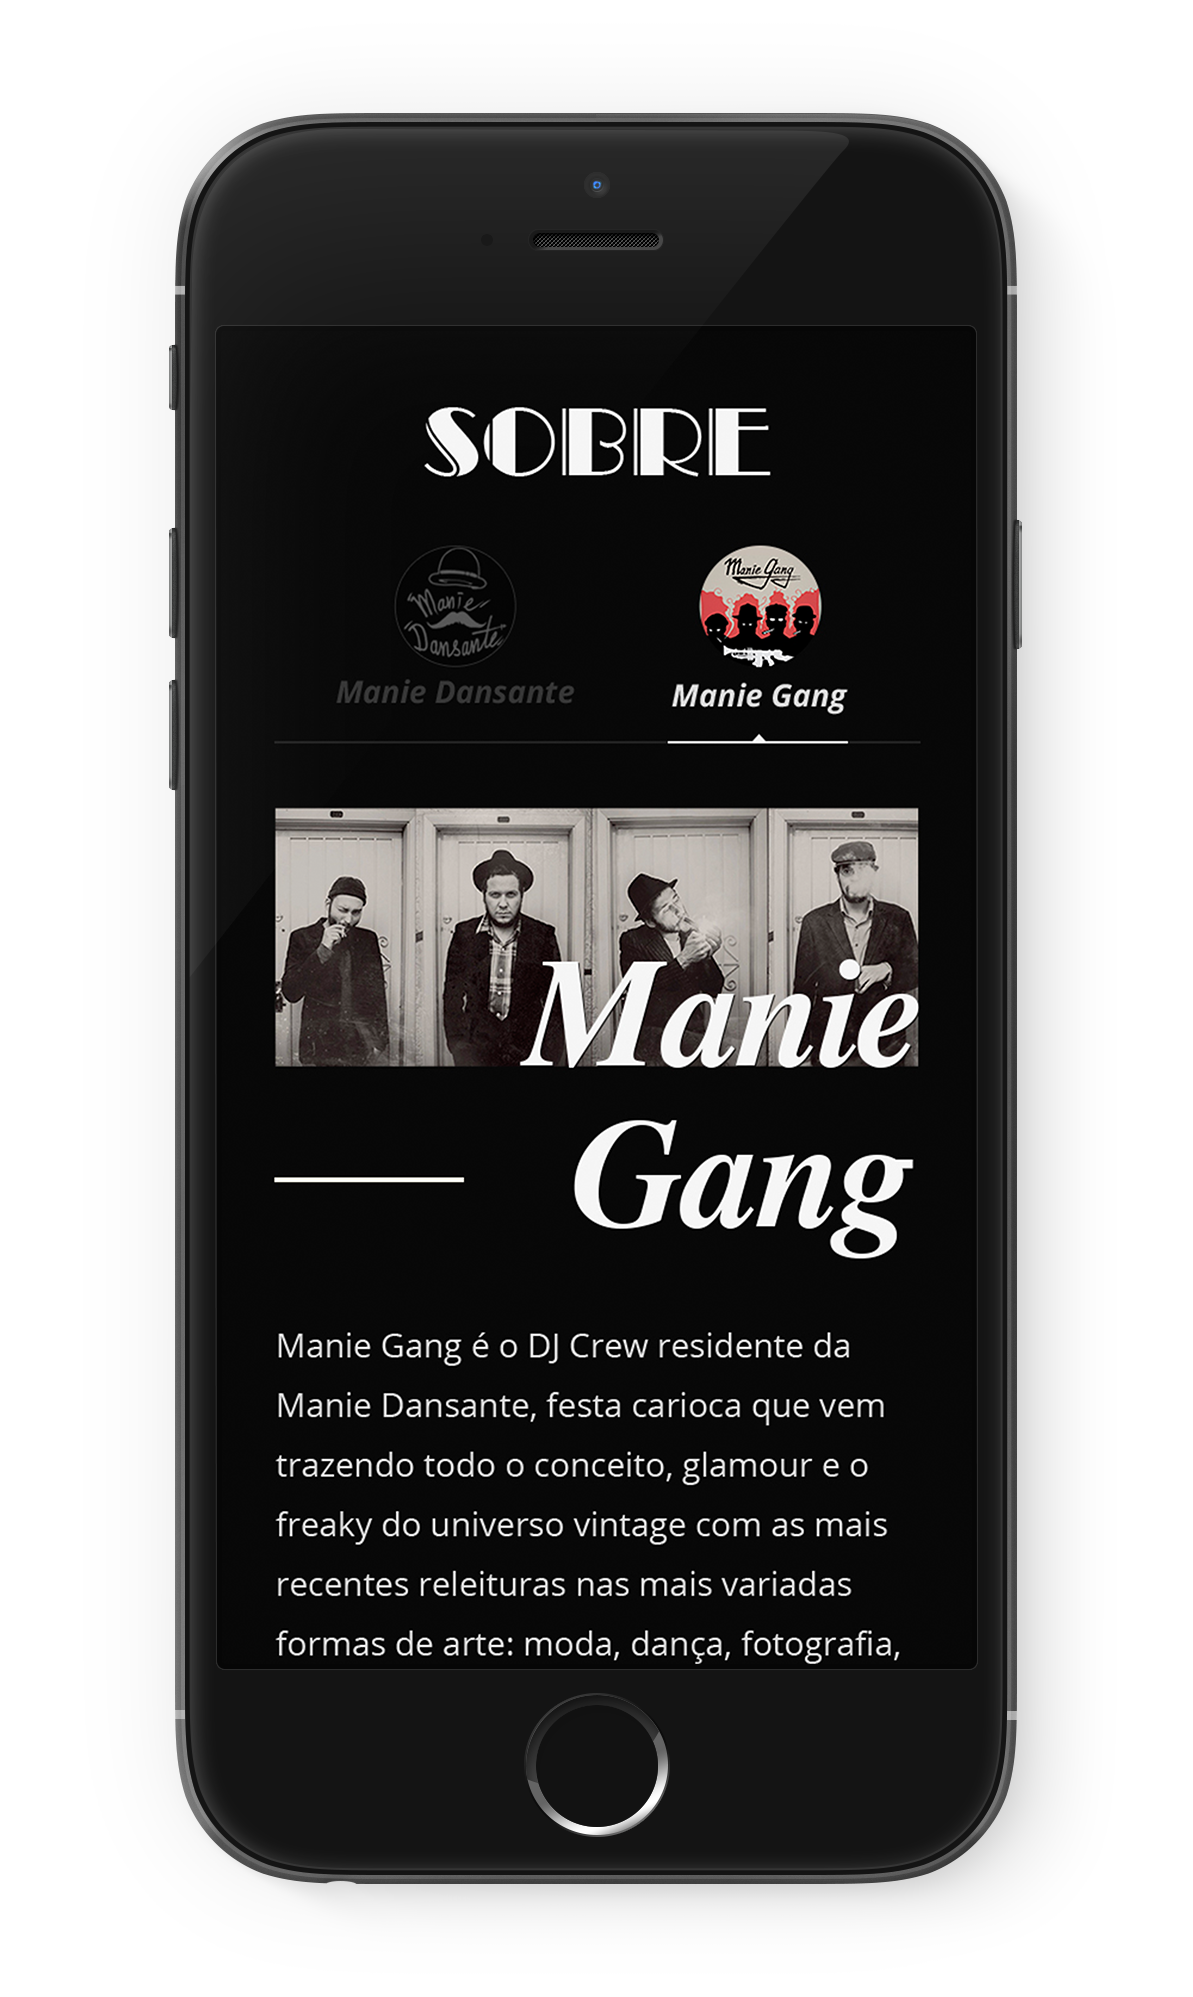 SOBRE
Manie
Dansante
Manie Gang
Manie Dansante
Manie Gang
Manie
Gang
Manie Gang é o DJ Crew residente da
Manie Dansante, festa carioca que vem
trazendo todo o conceito, glamour e o
freaky do universo vintage com as mais
recentes releituras nas mais variadas
formas de arte: moda, dança, fotografia,